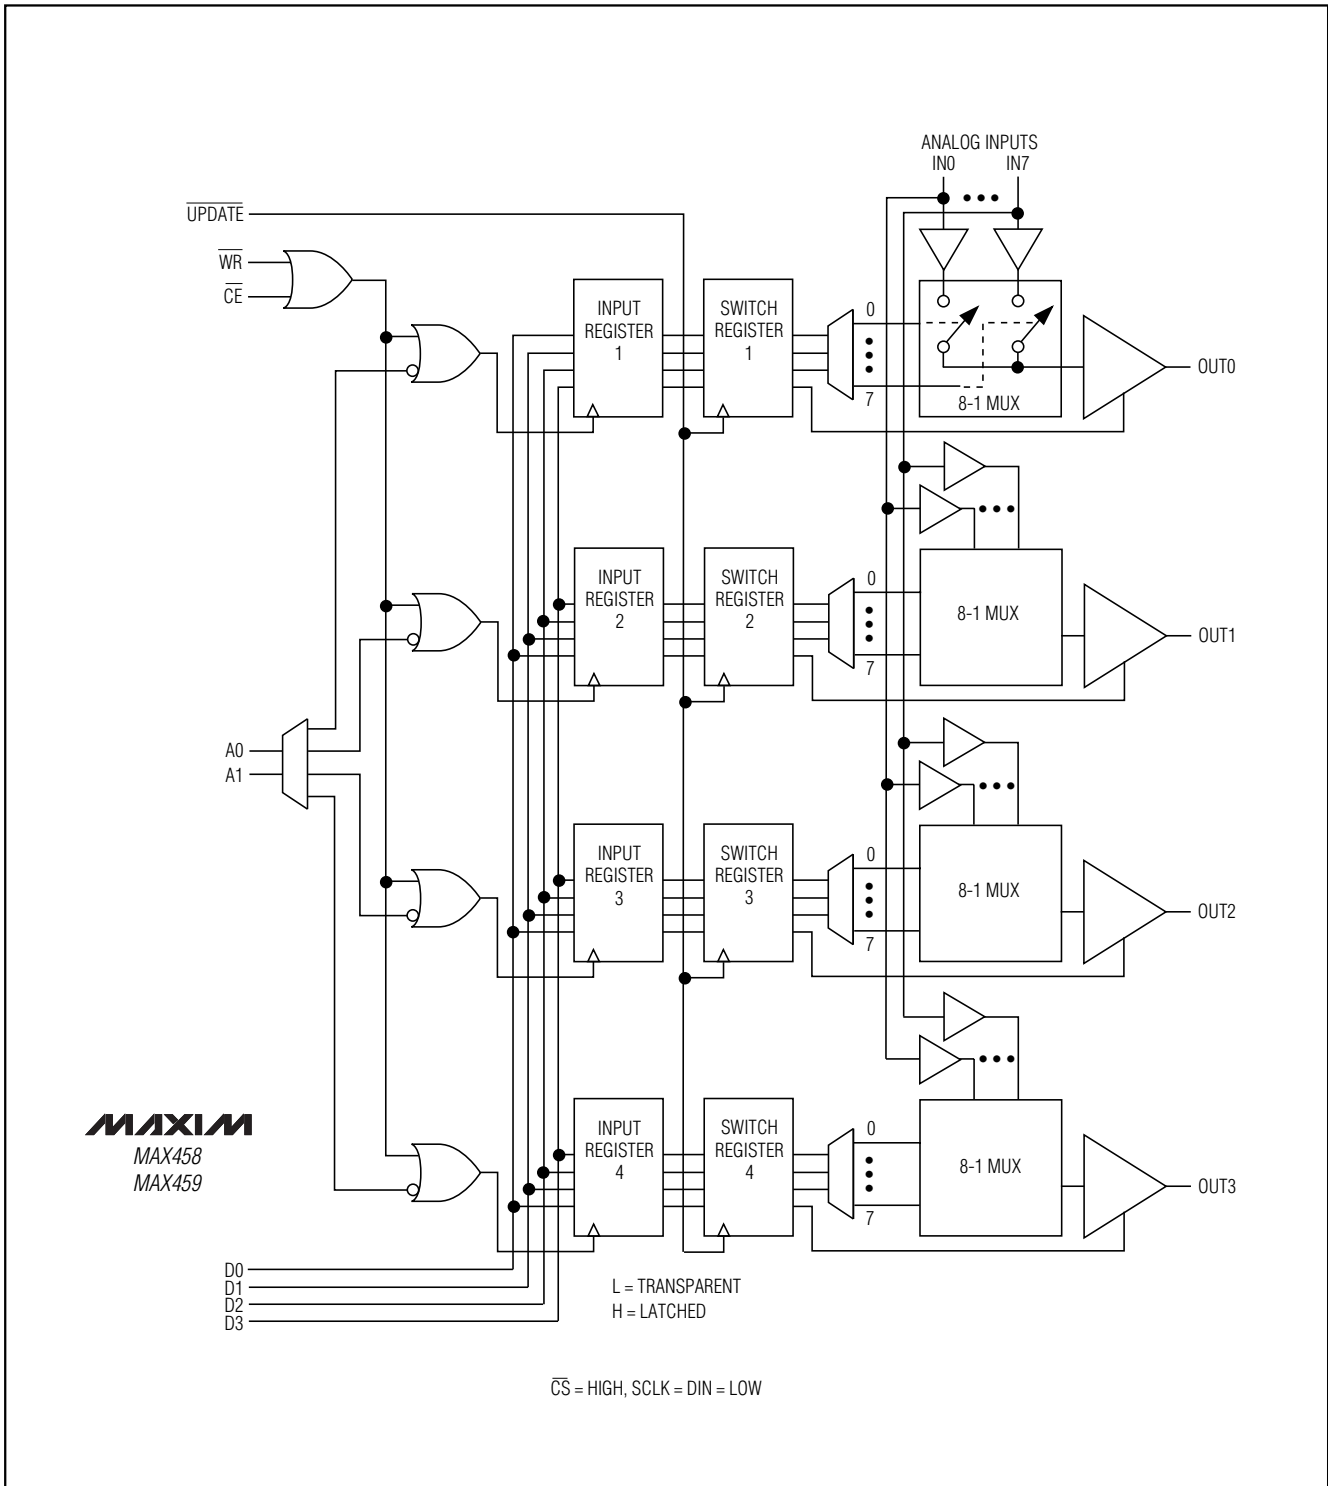 ANALOG INPUTS
IN0 IN7
UPDATE
WR
CE
INPUT REGISTER 1
SWITCH REGISTER 1
0
7
8-1 MUX
OUT0
INPUT REGISTER 2
SWITCH REGISTER 2
0
7
8-1 MUX
OUT1
A0
A1
INPUT REGISTER 3
SWITCH REGISTER 3
0
7
8-1 MUX
OUT2
MAXIM
MAX458
MAX459
INPUT REGISTER 4
SWITCH REGISTER 4
0
7
8-1 MUX
OUT3
D0
D1
D2
D3
L = TRANSPARENT
H = LATCHED
CS = HIGH, SCLK = DIN = LOW